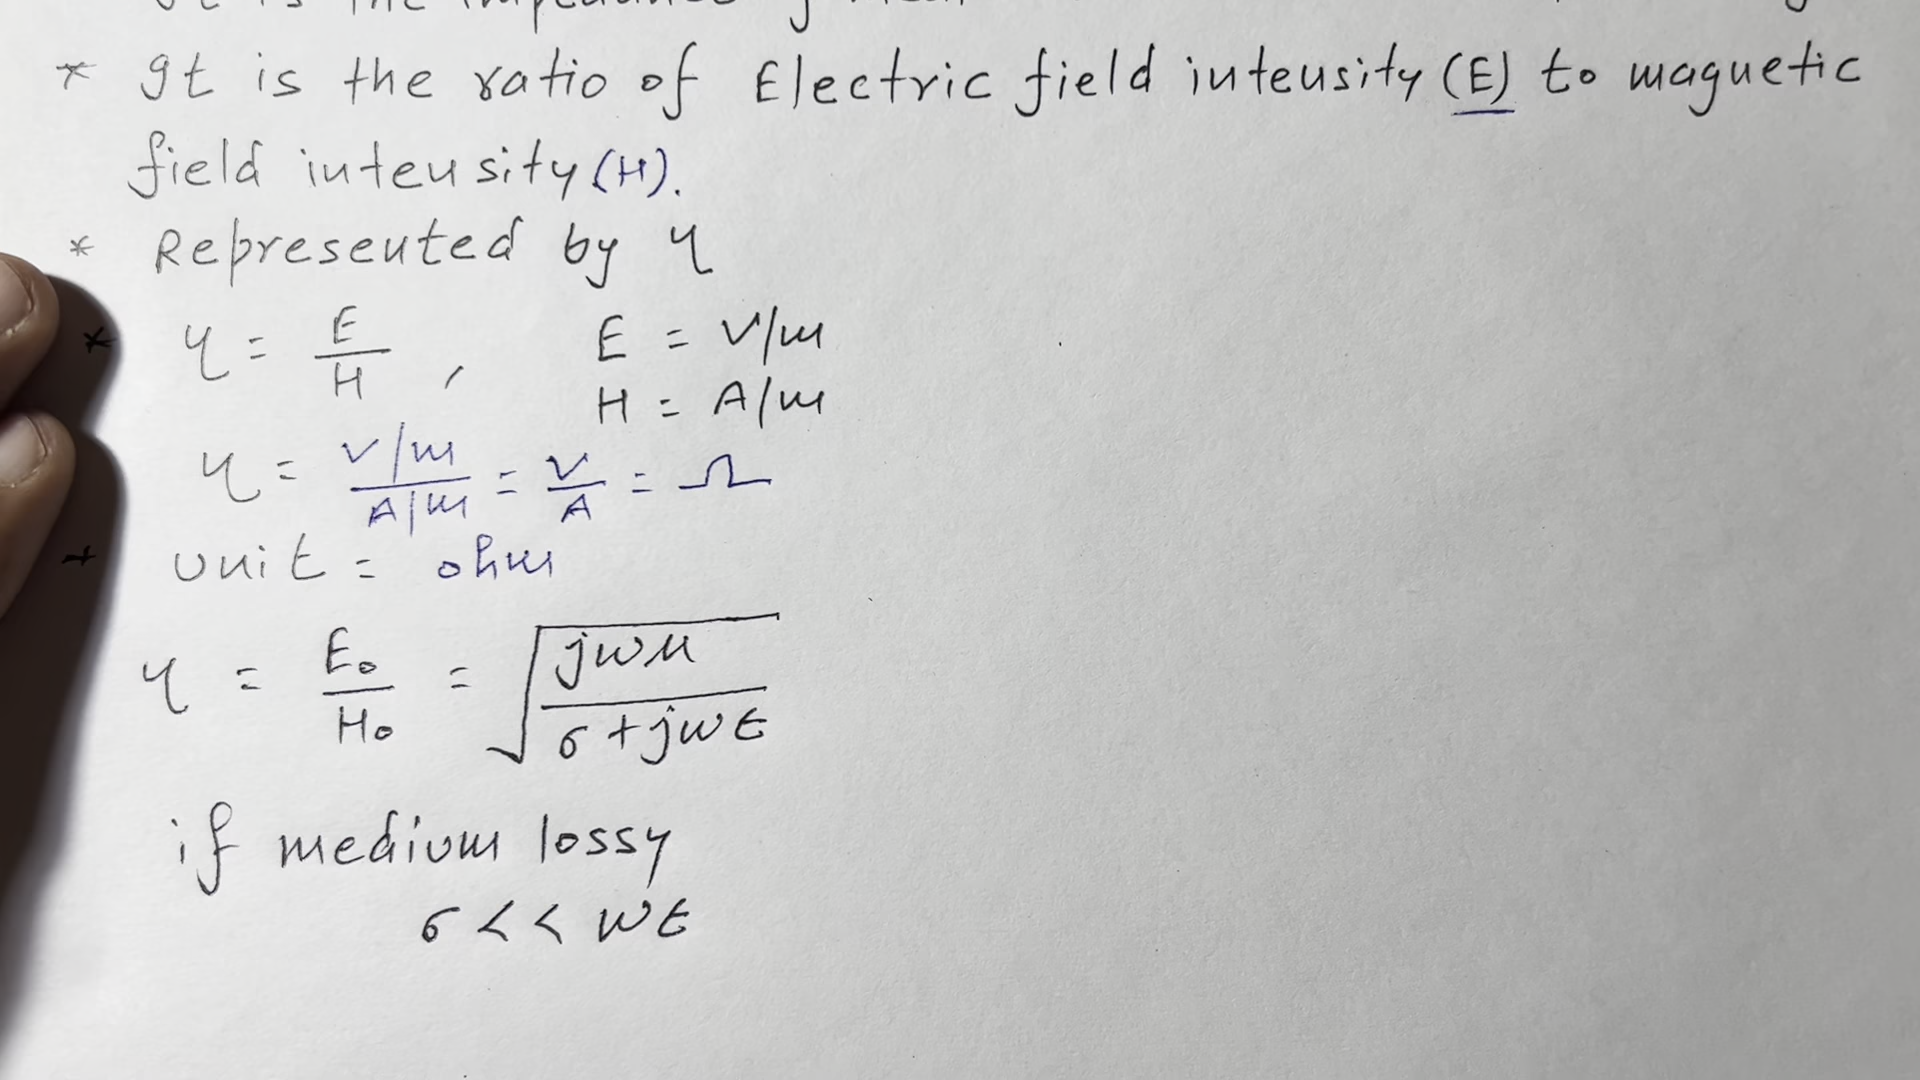 * It is the ratio of Electric field intensity (E) to magnetic
field intensity (H).
* Represented by η
* η = E/H , E = V/m
H = A/m
η = V/m / A/m = V/A = Ω
* Unit = ohm
η = E₀/H₀ = √(jωμ / σ+jωε)
if medium lossy
σ << ωε